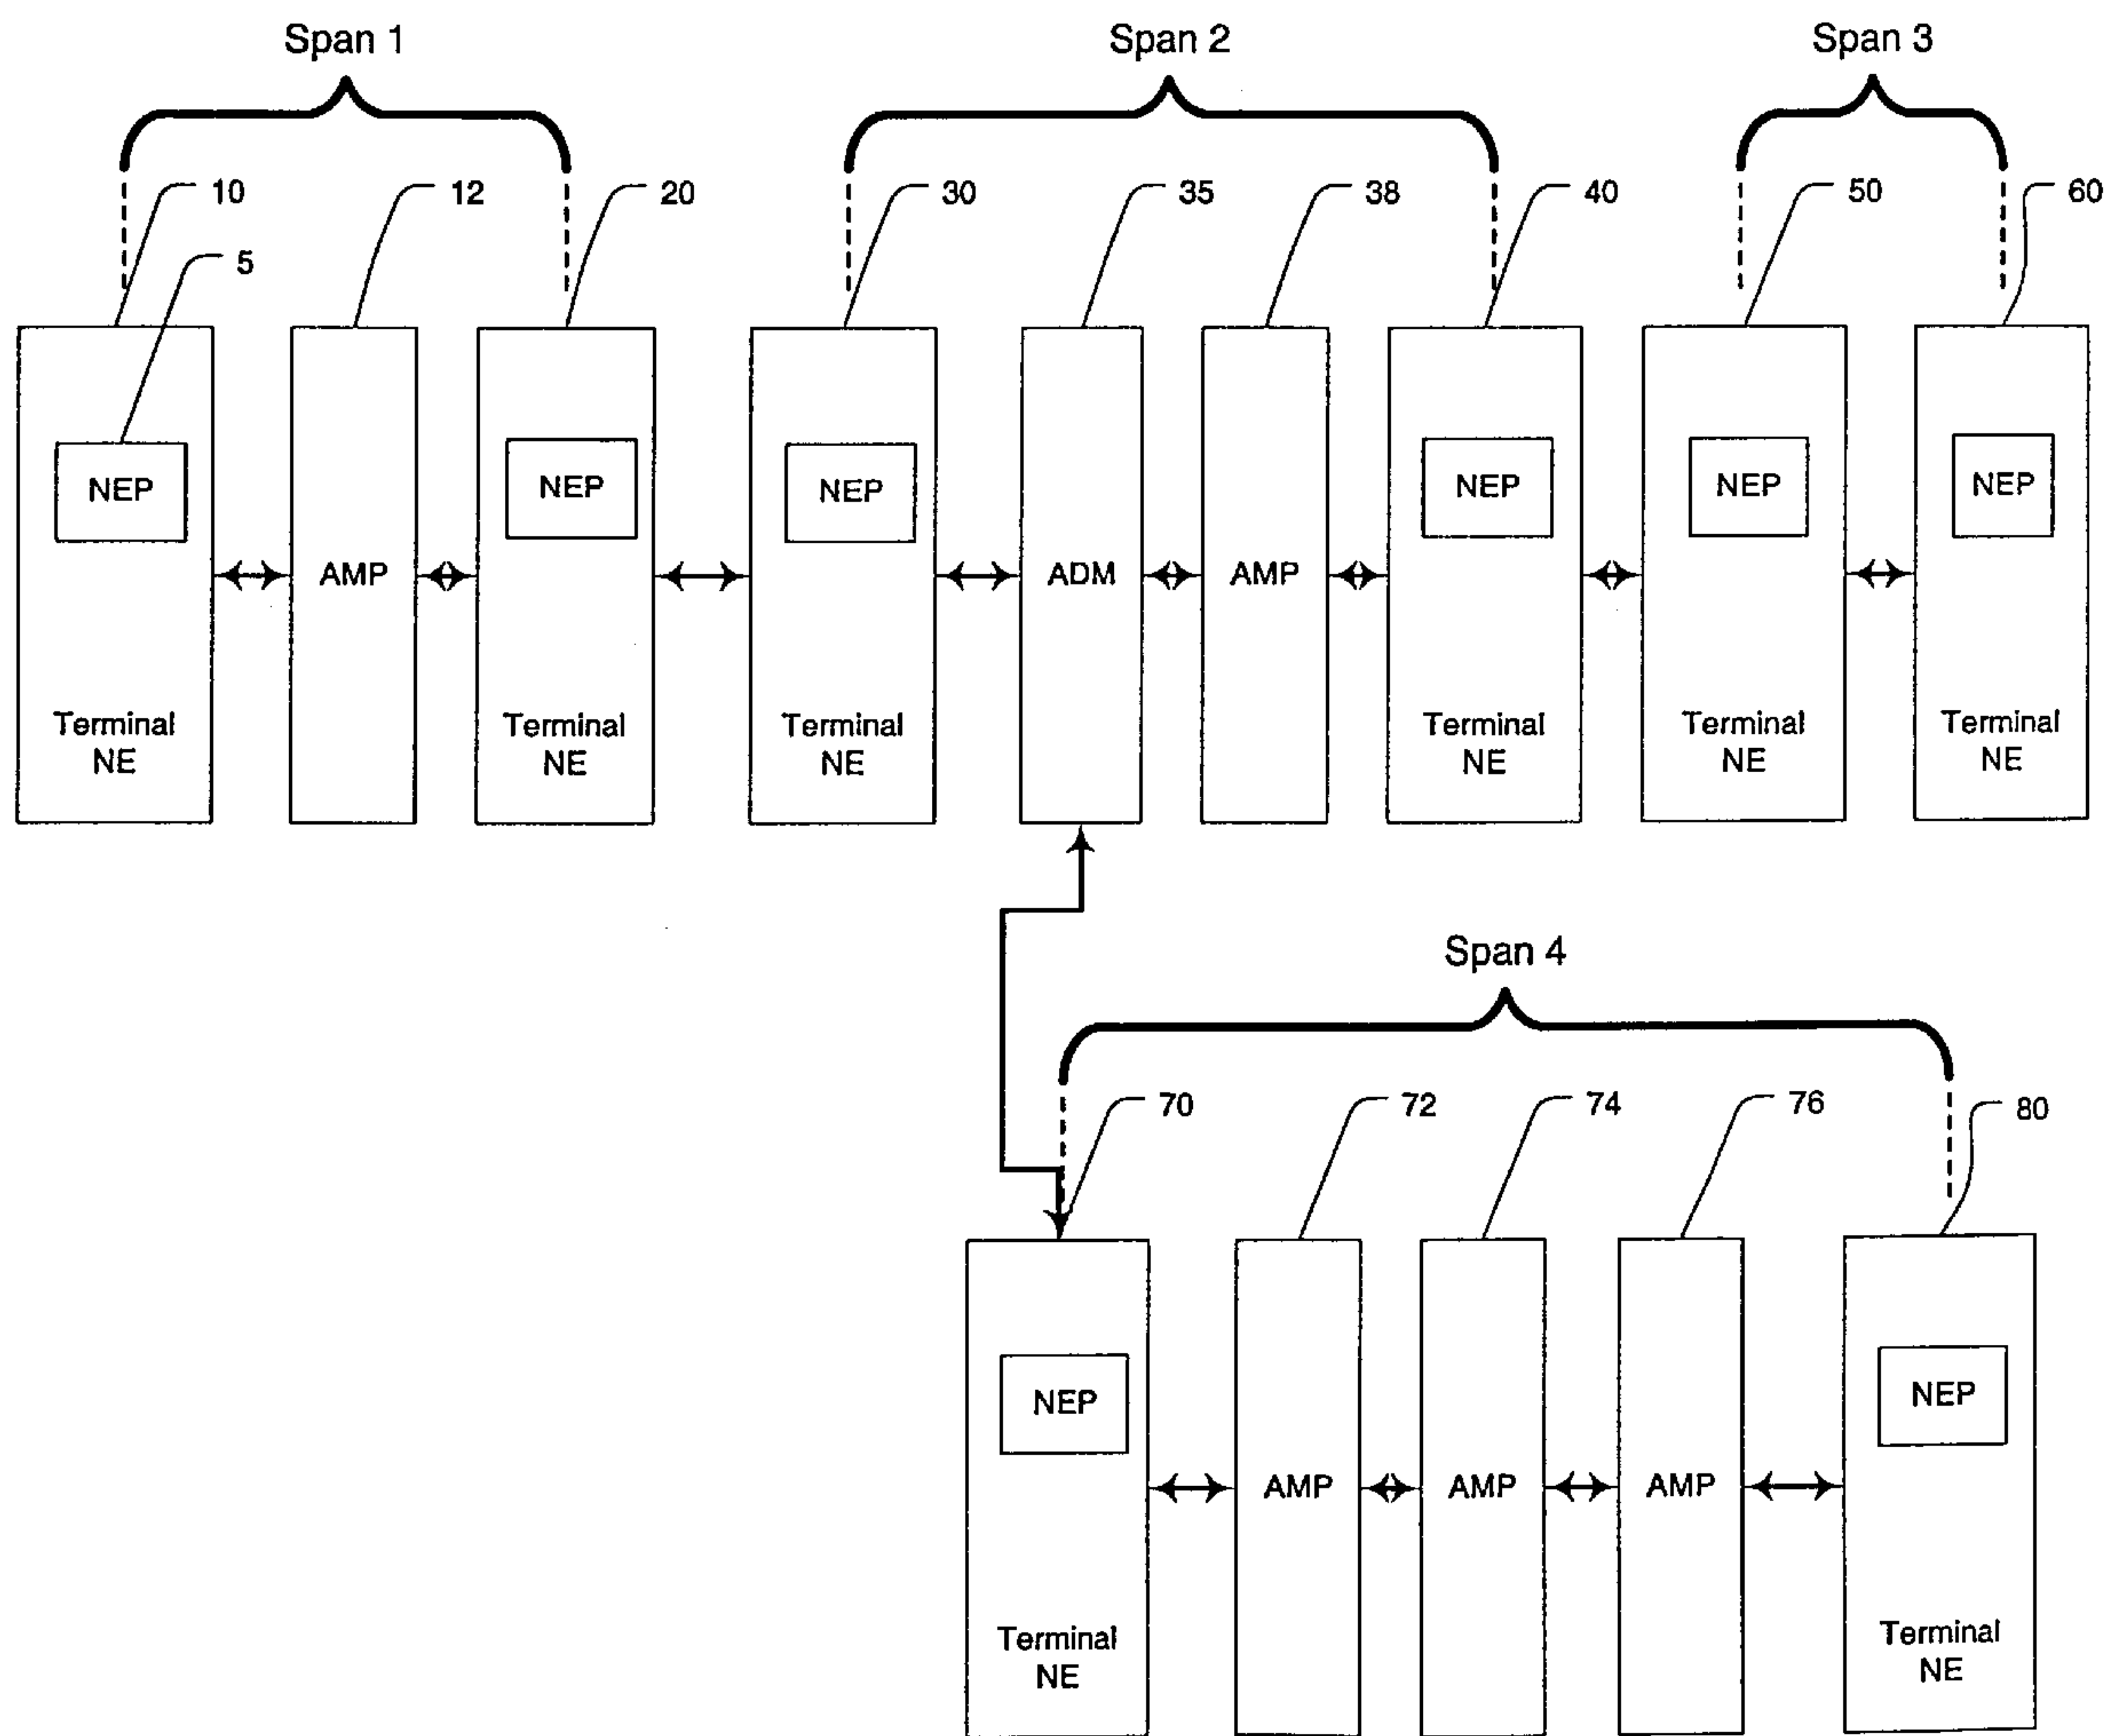 Span 1
Span 2
Span 3
10
12
20
30
35
38
40
50
60
5
NEP
NEP
NEP
NEP
NEP
NEP
AMP
ADM
AMP
Terminal
NE
Terminal
NE
Terminal
NE
Terminal
NE
Terminal
NE
Terminal
NE
Span 4
70
72
74
76
80
NEP
NEP
AMP
AMP
AMP
Terminal
NE
Terminal
NE